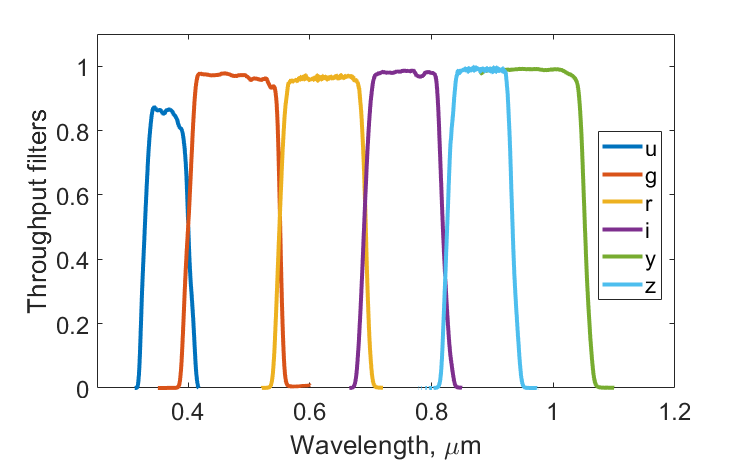 Throughput filters
1
0.8
0.6
0.4
0.2
0
0.4
0.6
0.8
1
1.2
Wavelength, μm
u
g
r
i
y
z